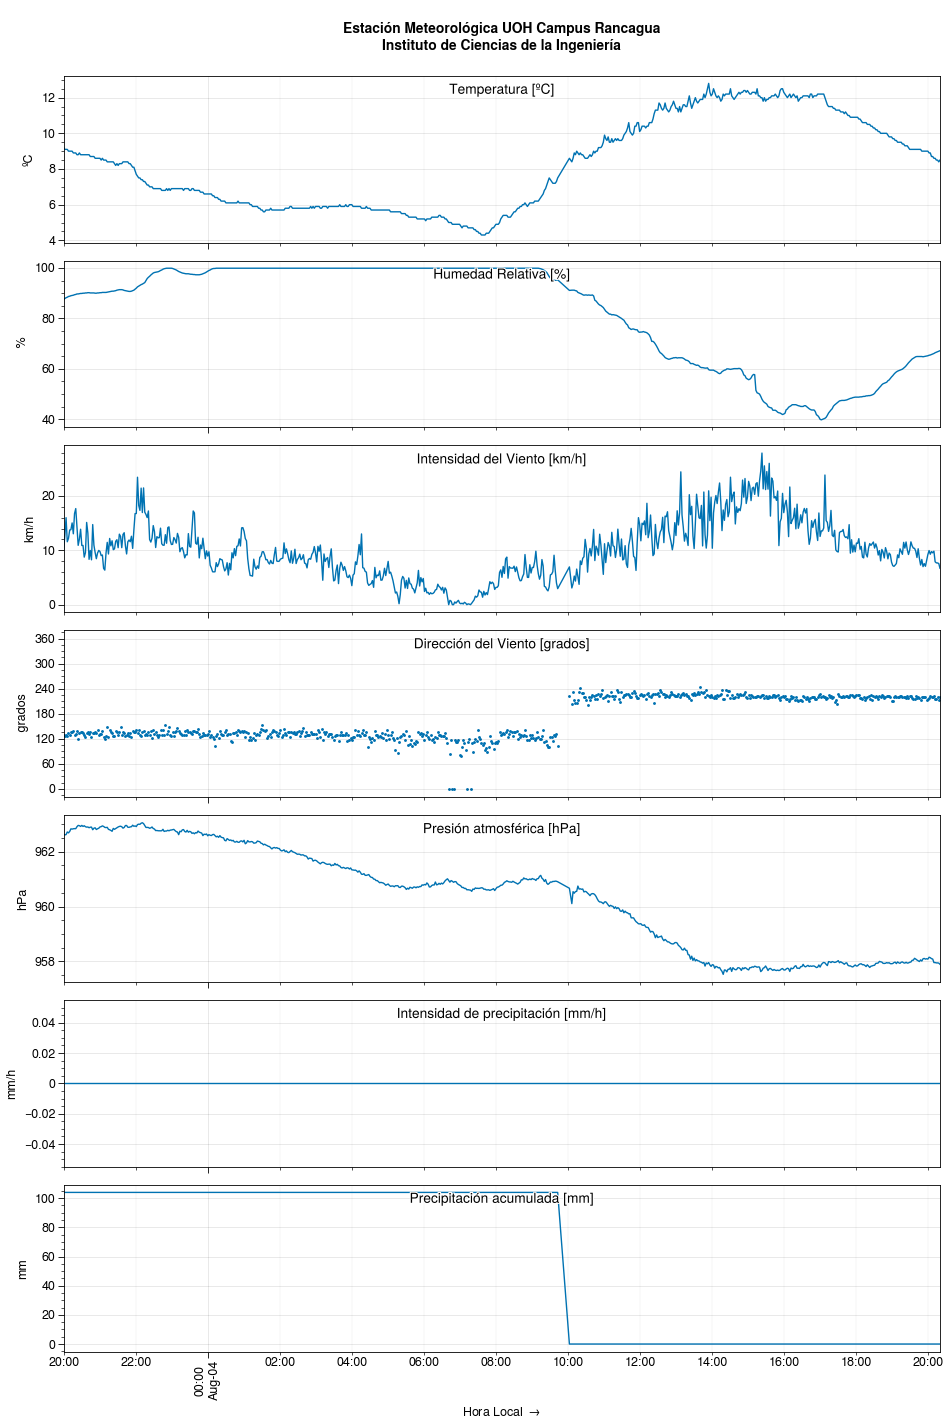 Estación Meteorológica UOH Campus Rancagua
Instituto de Ciencias de la Ingeniería
Temperatura [ºC]
12
10
8
6
4
ºC
Humedad Relativa [%]
100
80
60
40
%
Intensidad del Viento [km/h]
20
10
0
km/h
Dirección del Viento [grados]
360
300
240
180
120
60
0
grados
Presión atmosférica [hPa]
962
960
958
hPa
Intensidad de precipitación [mm/h]
0.04
0.02
0
−0.02
−0.04
mm/h
Precipitación acumulada [mm]
100
80
60
40
20
0
mm
20:00 22:00 00:00 02:00 04:00 06:00 08:00 10:00 12:00 14:00 16:00 18:00 20:00
Aug-04
Hora Local →